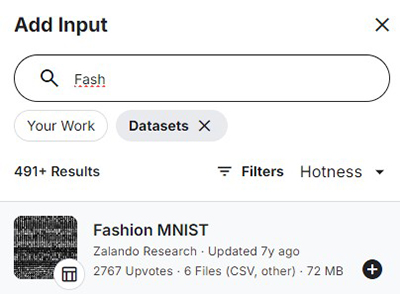 Add Input
Fash
Your Work Datasets
491+ Results Filters Hotness
Fashion MNIST
Zalando Research · Updated 7y ago
2767 Upvotes · 6 Files (CSV, other) · 72 MB